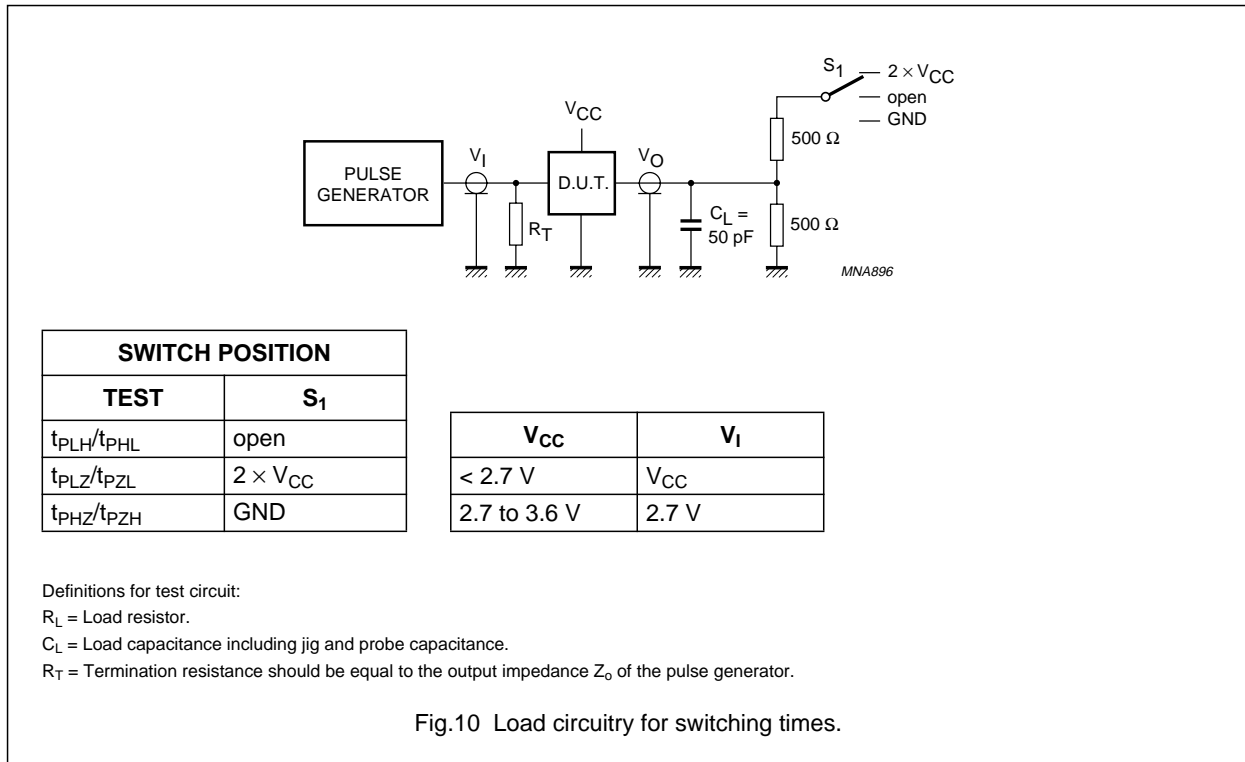 S1
2 × VCC
open
GND
VCC
500 Ω
PULSE
GENERATOR
VI
D.U.T.
VO
RT
CL =
50 pF
500 Ω
MNA896
SWITCH POSITION
TEST S1
tPLH/tPHL open
tPLZ/tPZL 2 × VCC
tPHZ/tPZH GND
VCC VI
< 2.7 V VCC
2.7 to 3.6 V 2.7 V
Definitions for test circuit:
RL = Load resistor.
CL = Load capacitance including jig and probe capacitance.
RT = Termination resistance should be equal to the output impedance Zo of the pulse generator.
Fig.10 Load circuitry for switching times.